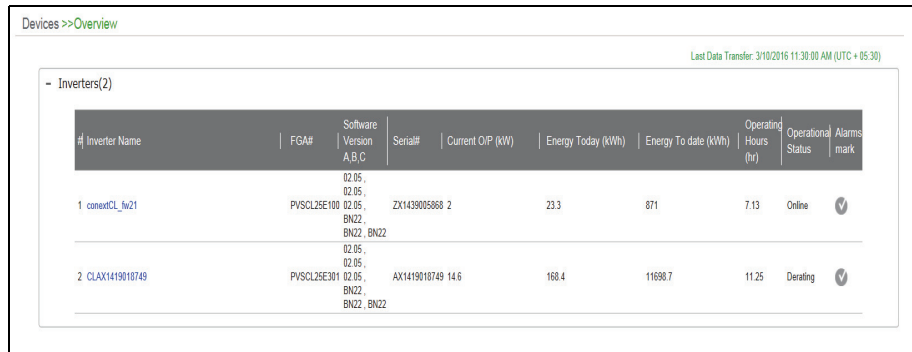 Devices >>Overview
Last Data Transfer: 3/10/2016 11:30:00 AM (UTC + 05:30)
− Inverters(2)
# Inverter Name FGA# Software Version A,B,C Serial# Current O/P (kW) Energy Today (kWh) Energy To date (kWh) Operating Hours (hr) Operational Status Alarms mark
1 conextCL_fw21 PVSCL25E100 02.05 , 02.05 , 02.05 , BN22 , BN22 , BN22 ZX1439005868 2 23.3 871 7.13 Online
2 CLAX1419018749 PVSCL25E301 02.05 , 02.05 , 02.05 , BN22 , BN22 , BN22 AX1419018749 14.6 168.4 11698.7 11.25 Derating